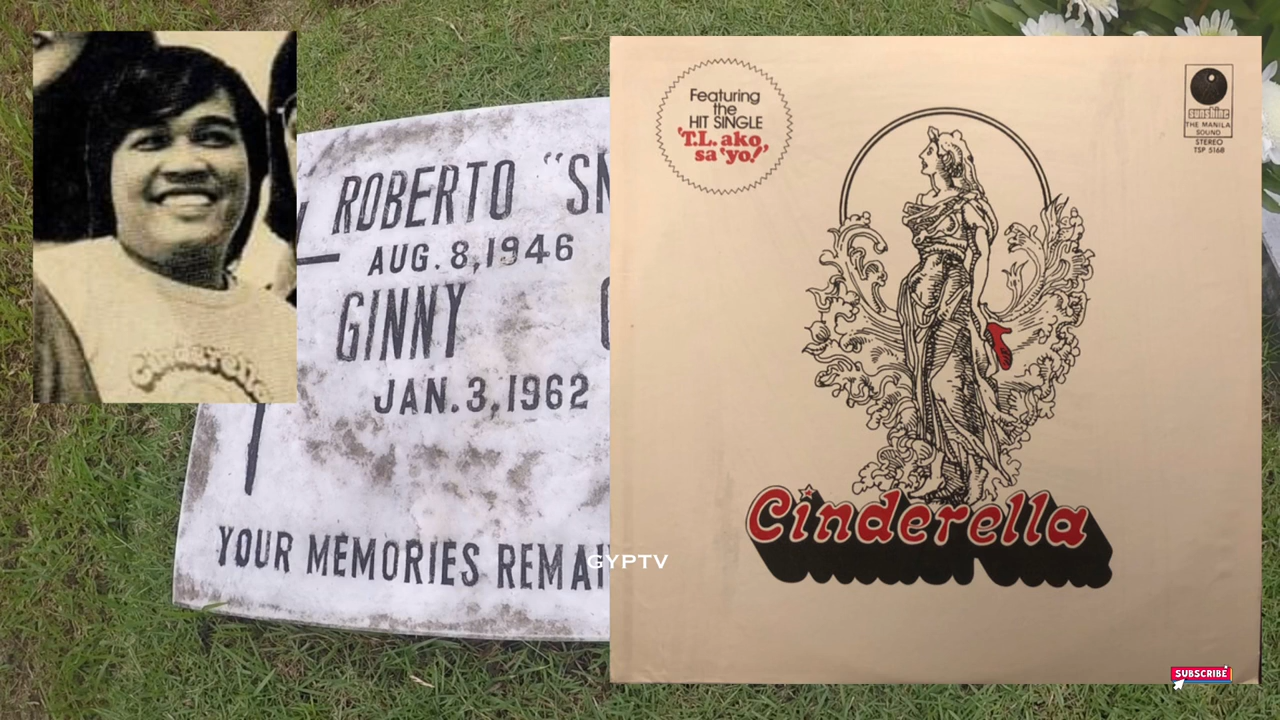 Cinderella
ROBERTO "SN
AUG. 8, 1946
GINNY
JAN. 3, 1962
YOUR MEMORIES REMAI
GYPTV
Featuring
the
HIT SINGLE
'T.L. ako,
sa 'yo!'
sunshine
THE MANILA
SOUND
STEREO
TSP 5168
Cinderella
SUBSCRIBE